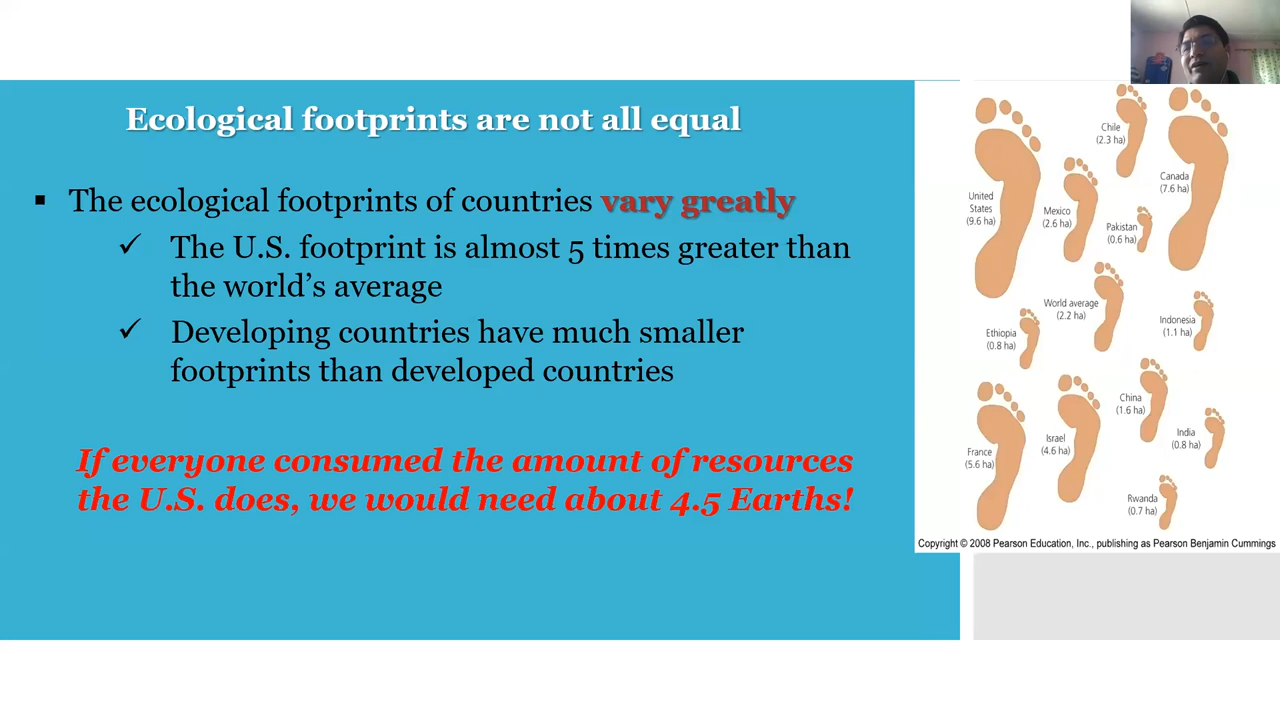 Ecological footprints are not all equal
▪ The ecological footprints of countries vary greatly
✓ The U.S. footprint is almost 5 times greater than
the world's average
✓ Developing countries have much smaller
footprints than developed countries
If everyone consumed the amount of resources
the U.S. does, we would need about 4.5 Earths!
Chile
(2.3 ha)
Canada
(7.6 ha)
United
States
(9.6 ha)
Mexico
(2.6 ha)
Pakistan
(0.6 ha)
World average
(2.2 ha)
Indonesia
(1.1 ha)
Ethiopia
(0.8 ha)
China
(1.6 ha)
India
(0.8 ha)
Israel
(4.6 ha)
France
(5.6 ha)
Rwanda
(0.7 ha)
Copyright © 2008 Pearson Education, Inc., publishing as Pearson Benjamin Cummings